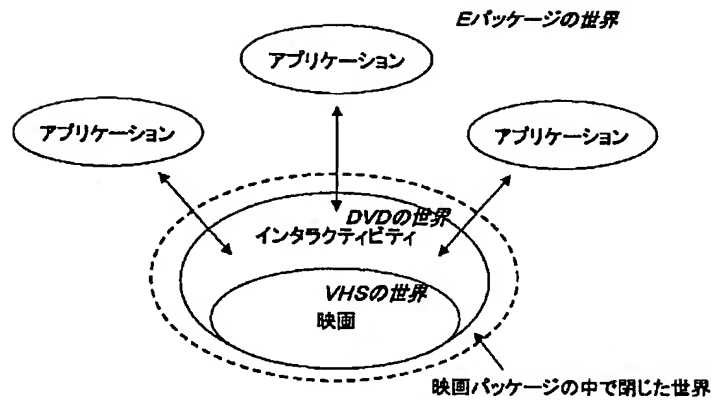 Eパッケージの世界
アプリケーション
アプリケーション
アプリケーション
DVDの世界
インタラクティビティ
VHSの世界
映画
映画パッケージの中で閉じた世界